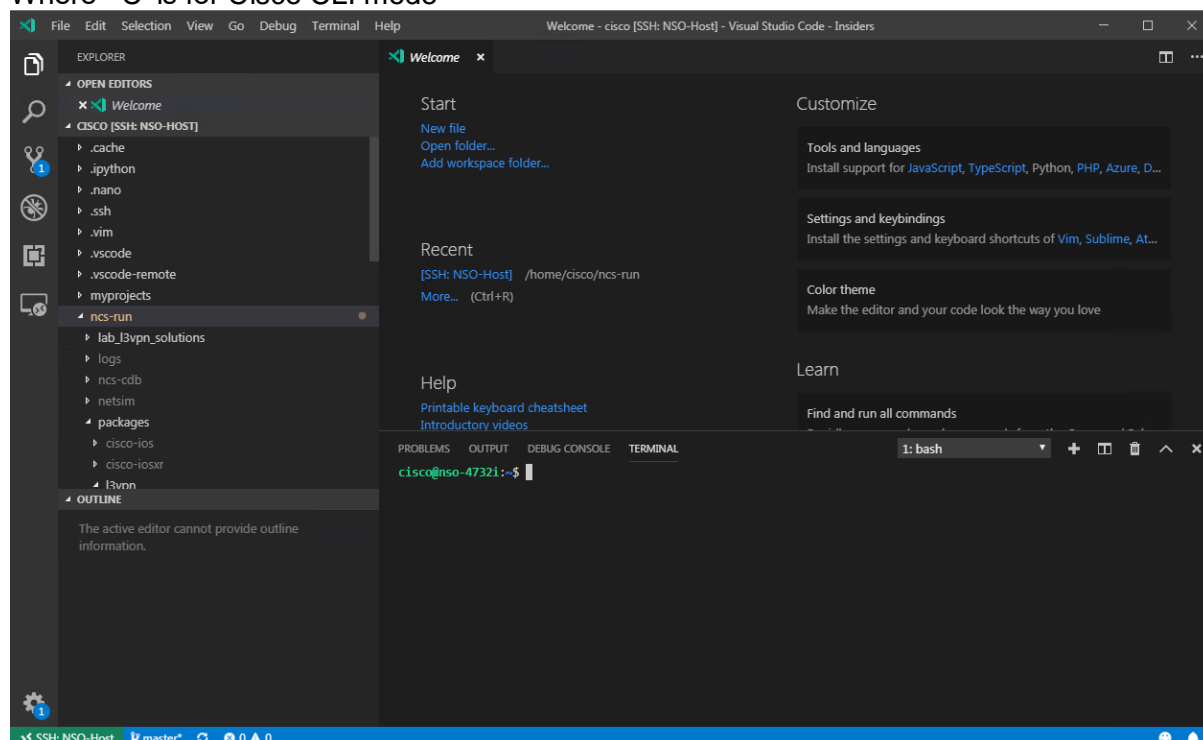 Where -C is for Cisco CLI mode
File Edit Selection View Go Debug Terminal Help Welcome - cisco [SSH: NSO-Host] - Visual Studio Code - Insiders
EXPLORER
OPEN EDITORS
Welcome
CISCO [SSH: NSO-HOST]
.cache
.ipython
.nano
.ssh
.vim
.vscode
.vscode-remote
myprojects
ncs-run
lab_l3vpn_solutions
logs
ncs-cdb
netsim
packages
cisco-ios
cisco-iosxr
l3vpn
OUTLINE
The active editor cannot provide outline
information.
1
1
Welcome
Start
New file
Open folder...
Add workspace folder...
Recent
[SSH: NSO-Host] /home/cisco/ncs-run
More... (Ctrl+R)
Help
Printable keyboard cheatsheet
Introductory videos
Customize
Tools and languages
Install support for JavaScript, TypeScript, Python, PHP, Azure, D...
Settings and keybindings
Install the settings and keyboard shortcuts of Vim, Sublime, At...
Color theme
Make the editor and your code look the way you love
Learn
Find and run all commands
PROBLEMS OUTPUT DEBUG CONSOLE TERMINAL 1: bash
cisco@nso-4732i:~$
SSH: NSO-Host master* 0 0